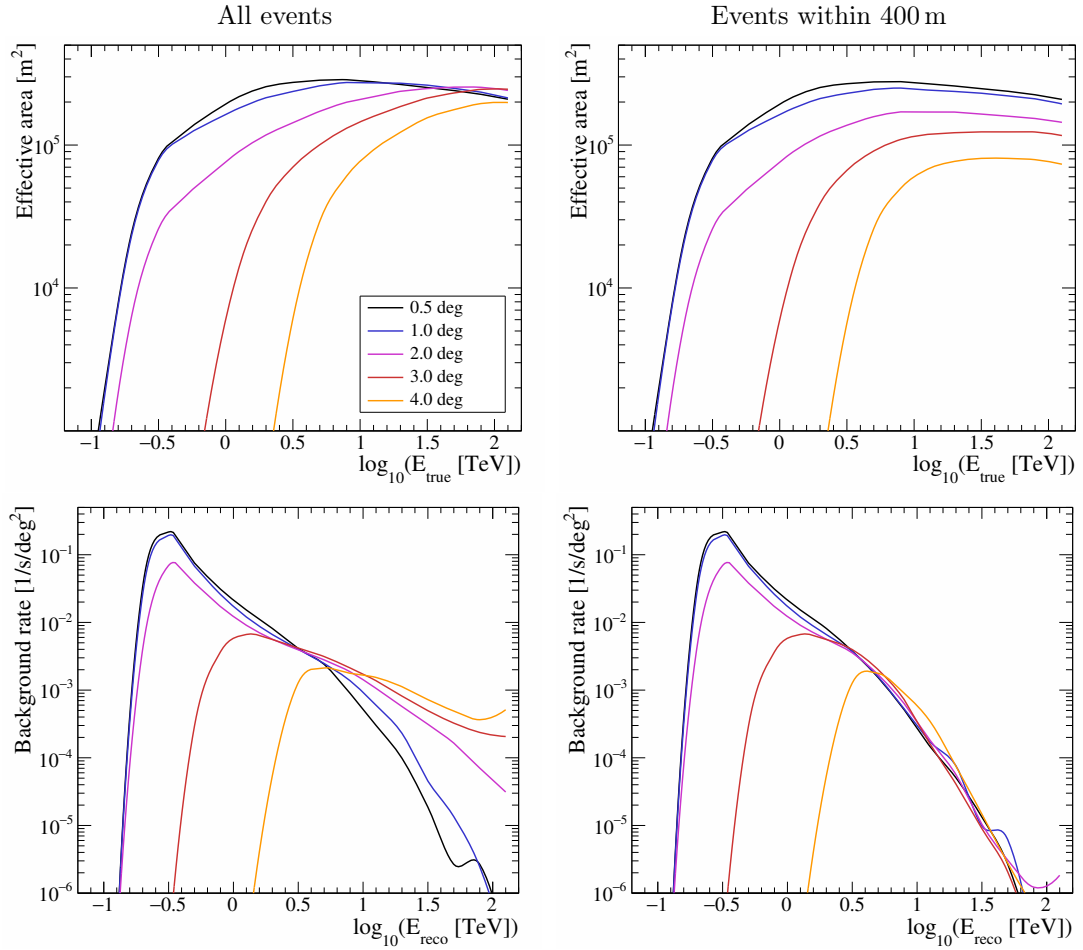 All events
Events within 400 m
Effective area [m²]
10⁵
10⁴
0.5 deg
1.0 deg
2.0 deg
3.0 deg
4.0 deg
−1 −0.5 0 0.5 1 1.5 2
log₁₀(E_true [TeV])
Effective area [m²]
10⁵
10⁴
−1 −0.5 0 0.5 1 1.5 2
log₁₀(E_true [TeV])
Background rate [1/s/deg²]
10⁻¹
10⁻²
10⁻³
10⁻⁴
10⁻⁵
10⁻⁶
−1 −0.5 0 0.5 1 1.5 2
log₁₀(E_reco [TeV])
Background rate [1/s/deg²]
10⁻¹
10⁻²
10⁻³
10⁻⁴
10⁻⁵
10⁻⁶
−1 −0.5 0 0.5 1 1.5 2
log₁₀(E_reco [TeV])